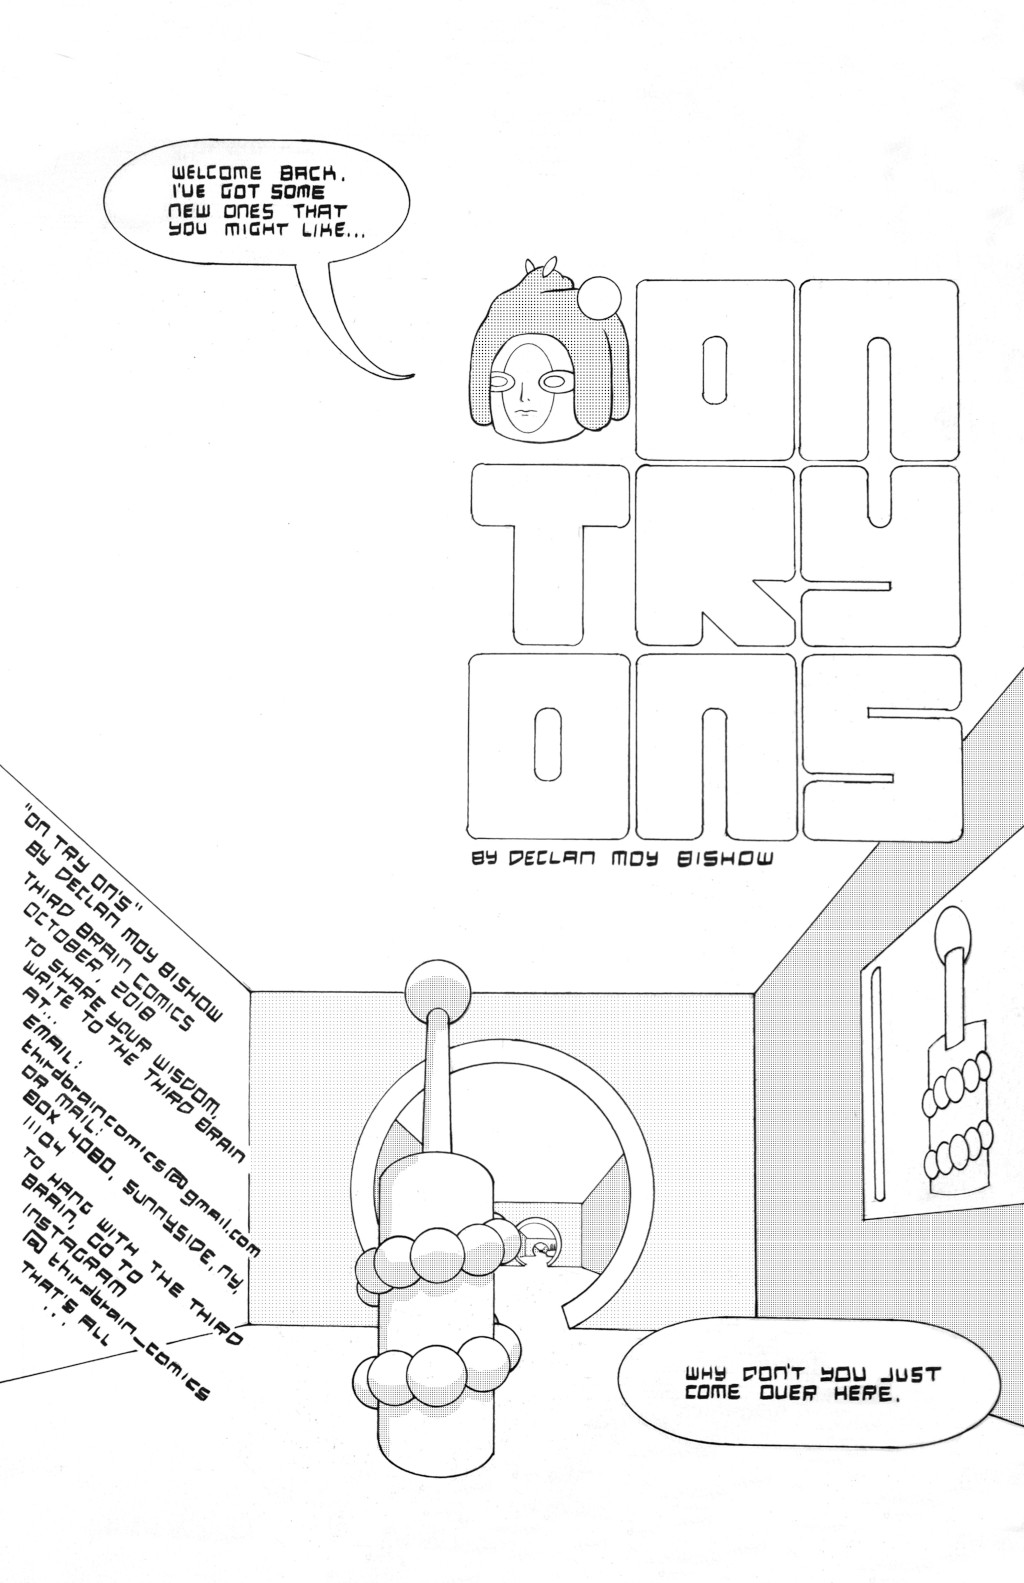 WELCOME BACK.
I'VE GOT SOME
NEW ONES THAT
YOU MIGHT LIKE...
ON
TRY
ONS
BY DECLAN MOY BISHOW
"ON TRY ON'S"
BY DECLAN MOY BISHOW
THIRD BRAIN COMICS
OCTOBER, 2018
TO SHARE YOUR WISDOM,
WRITE TO THE THIRD BRAIN
AT...
EMAIL:
thirdbraincomics@gmail.com
OR MAIL:
BOX 4080, SUNNYSIDE, NY,
11104
TO HANG WITH THE THIRD
BRAIN, GO TO
INSTAGRAM
@thirdbrain_comics
THAT'S ALL
...
WHY DON'T YOU JUST
COME OVER HERE.